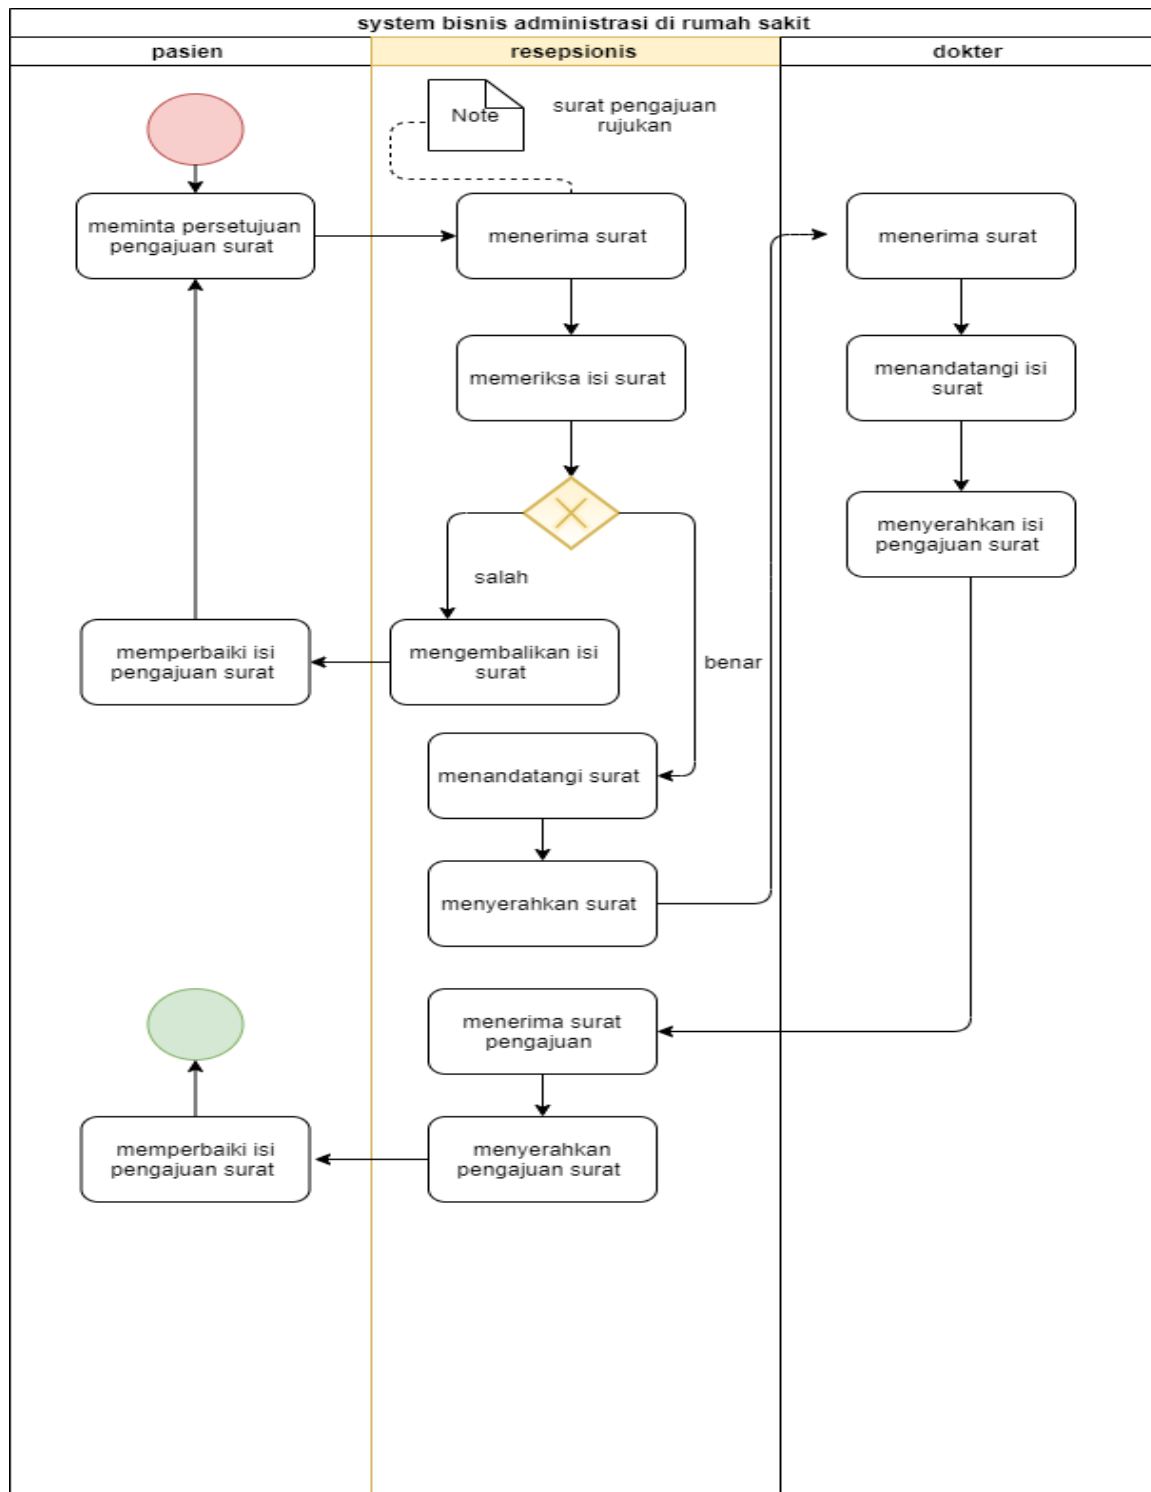 system bisnis administrasi di rumah sakit
pasien
resepsionis
dokter
Note
surat pengajuan
rujukan
meminta persetujuan
pengajuan surat
menerima surat
menerima surat
memeriksa isi surat
menandatangi isi
surat
menyerahkan isi
pengajuan surat
salah
benar
memperbaiki isi
pengajuan surat
mengembalikan isi
surat
menandatangi surat
menyerahkan surat
menerima surat
pengajuan
memperbaiki isi
pengajuan surat
menyerahkan
pengajuan surat